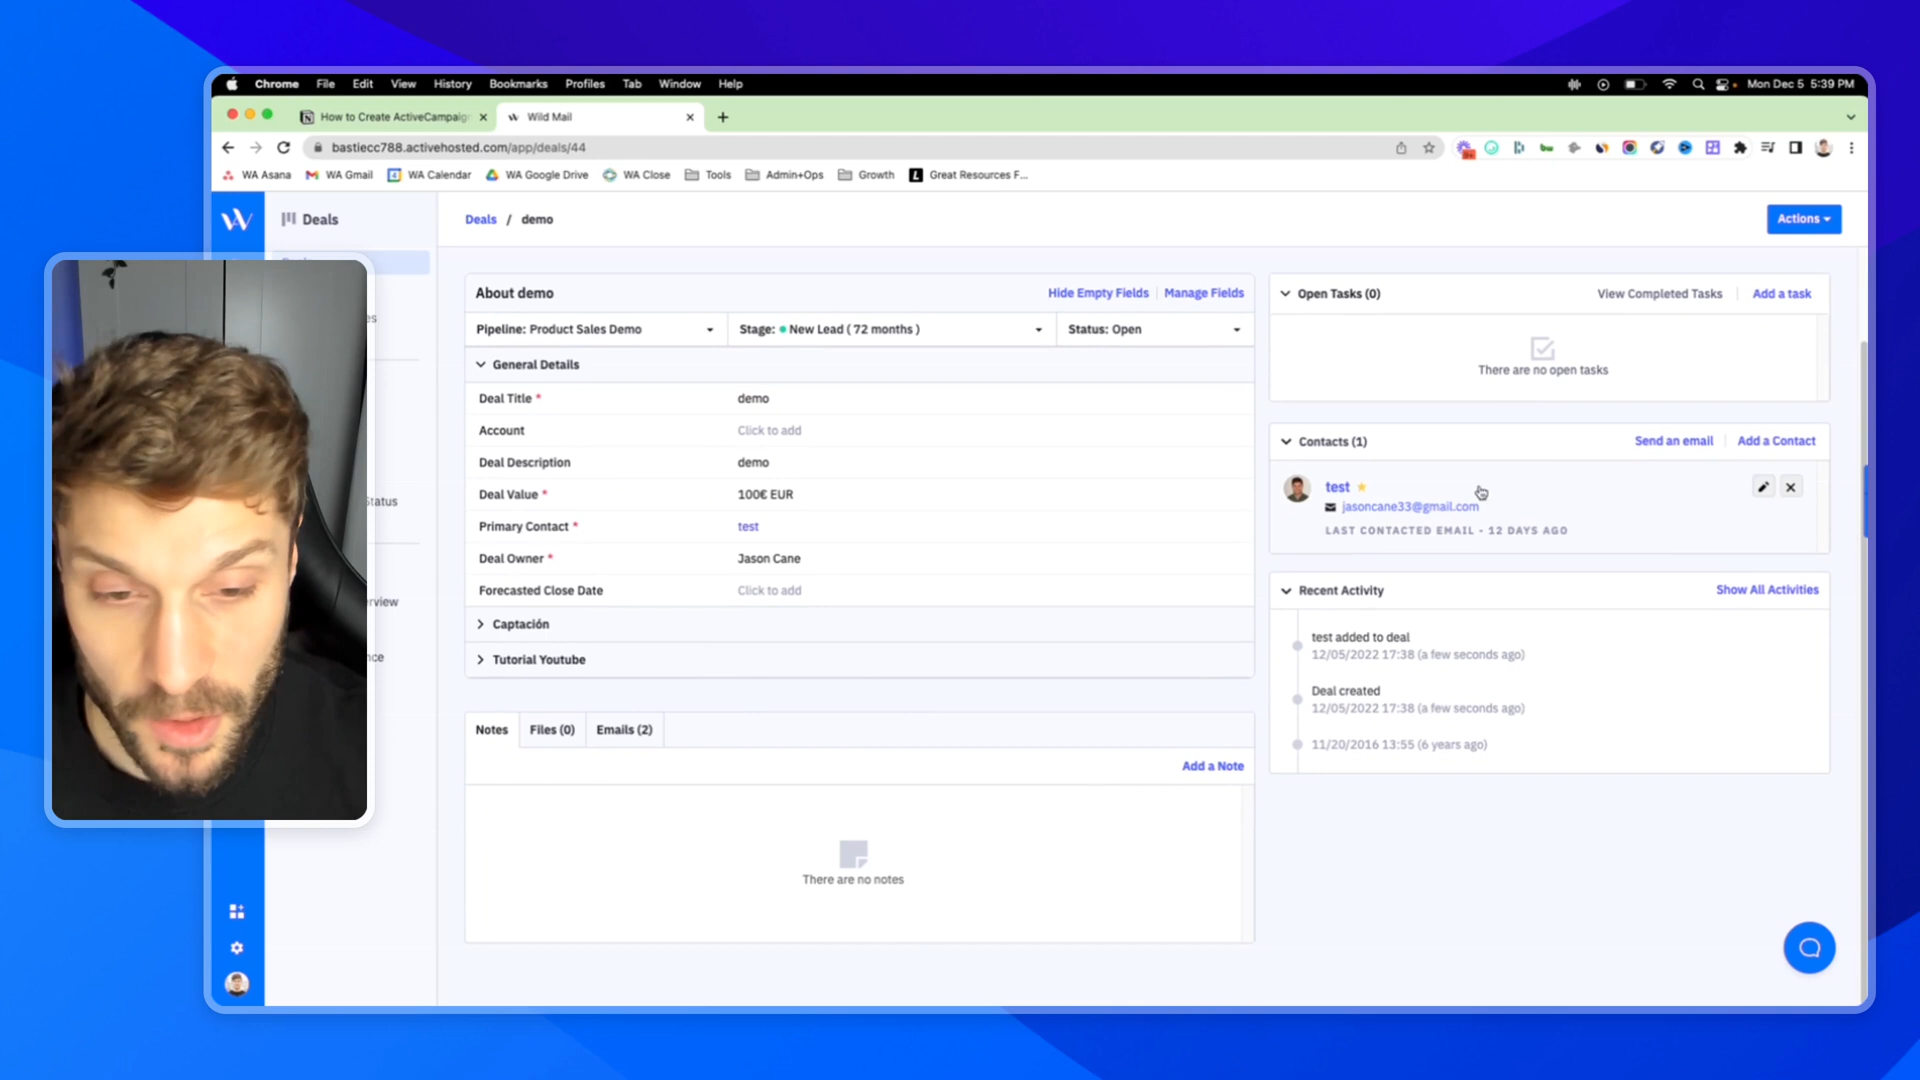 Chrome File Edit View History Bookmarks Profiles Tab Window Help Mon Dec 5 5:39 PM
How to Create ActiveCampaig Wild Mail
bastiecc788.activehosted.com/app/deals/44
WA Asana WA Gmail WA Calendar WA Google Drive WA Close Tools Admin+Ops Growth Great Resources F...
Deals
Deals / demo
Actions
About demo
Hide Empty Fields Manage Fields
Pipeline: Product Sales Demo
Stage: New Lead ( 72 months )
Status: Open
General Details
Deal Title * demo
Account Click to add
Deal Description demo
Deal Value * 100€ EUR
Primary Contact * test
Deal Owner * Jason Cane
Forecasted Close Date Click to add
Captación
Tutorial Youtube
Notes Files (0) Emails (2)
Add a Note
There are no notes
Open Tasks (0) View Completed Tasks Add a task
There are no open tasks
Contacts (1) Send an email Add a Contact
test
jasoncane33@gmail.com
LAST CONTACTED EMAIL - 12 DAYS AGO
Recent Activity Show All Activities
test added to deal
12/05/2022 17:38 (a few seconds ago)
Deal created
12/05/2022 17:38 (a few seconds ago)
11/20/2016 13:55 (6 years ago)